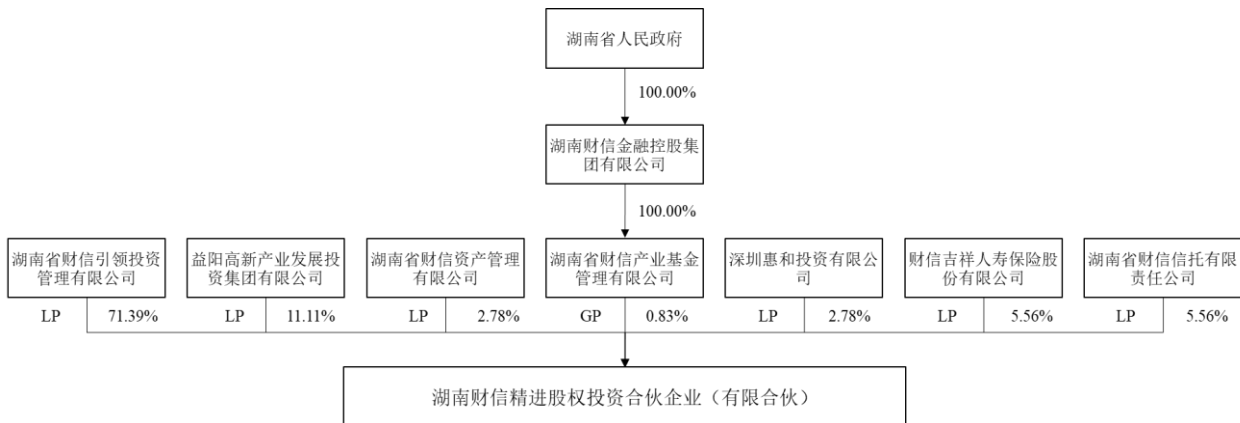 湖南省人民政府
100.00%
湖南财信金融控股集
团有限公司
100.00%
湖南省财信引领投资
管理有限公司
益阳高新产业发展投
资集团有限公司
湖南省财信资产管理
有限公司
湖南省财信产业基金
管理有限公司
深圳惠和投资有限公
司
财信吉祥人寿保险股
份有限公司
湖南省财信信托有限
责任公司
LP 71.39%
LP 11.11%
LP 2.78%
GP 0.83%
LP 2.78%
LP 5.56%
LP 5.56%
湖南财信精进股权投资合伙企业（有限合伙）